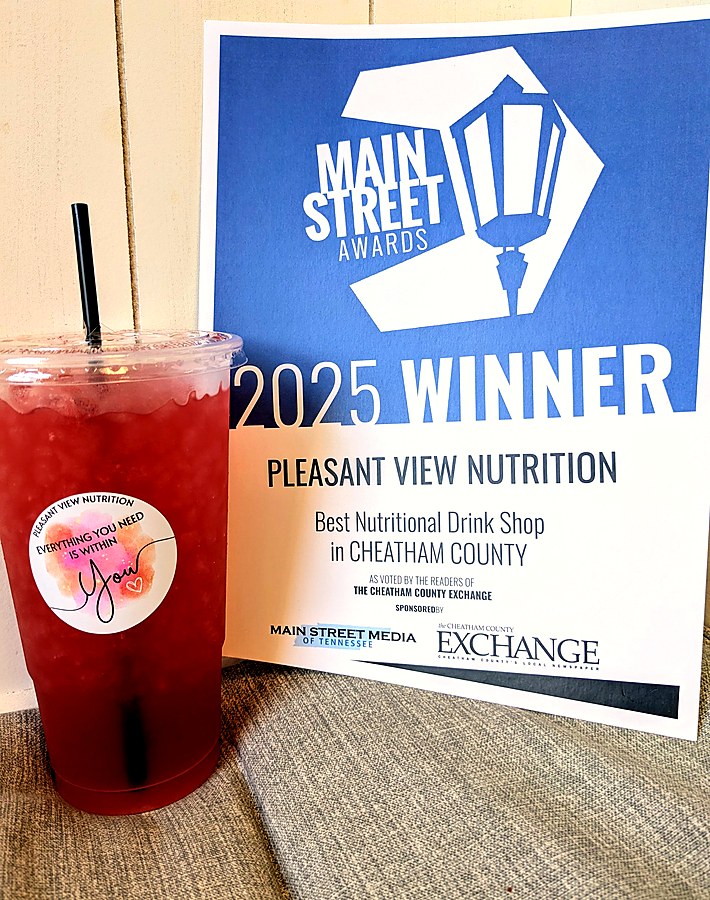 MAIN
STREET
AWARDS
2025 WINNER
PLEASANT VIEW NUTRITION
Best Nutritional Drink Shop
in CHEATHAM COUNTY
AS VOTED BY THE READERS OF
THE CHEATHAM COUNTY EXCHANGE
SPONSORED BY
MAIN STREET MEDIA
OF TENNESSEE
the CHEATHAM COUNTY
EXCHANGE
CHEATHAM COUNTY'S LOCAL NEWSPAPER
PLEASANT VIEW NUTRITION
EVERYTHING YOU NEED
IS WITHIN
You